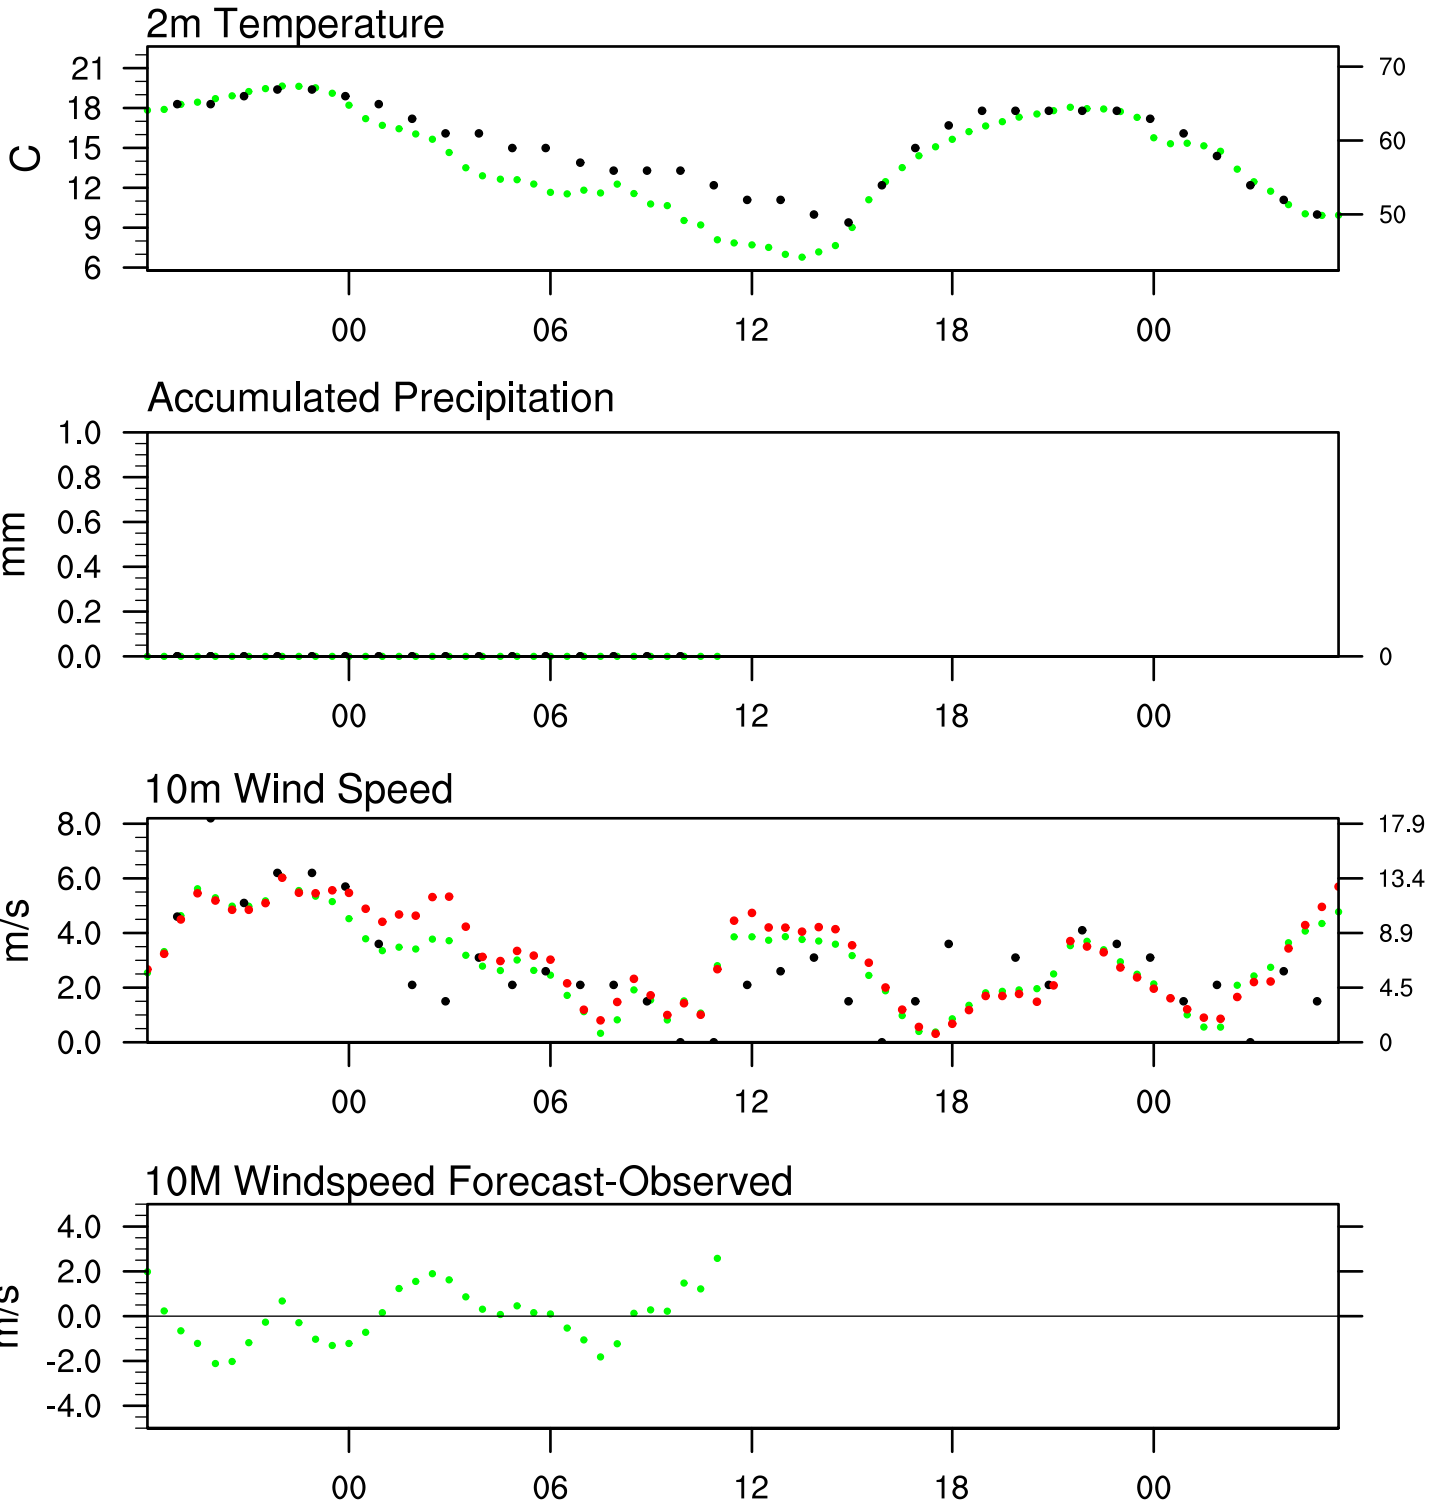 2m Temperature
21
18
15
12
9
6
C
70
60
50
00 06 12 18 00
Accumulated Precipitation
1.0
0.8
0.6
0.4
0.2
0.0
mm
0
00 06 12 18 00
10m Wind Speed
8.0
6.0
4.0
2.0
0.0
m/s
17.9
13.4
8.9
4.5
0
00 06 12 18 00
10M Windspeed Forecast-Observed
4.0
2.0
0.0
-2.0
-4.0
m/s
00 06 12 18 00